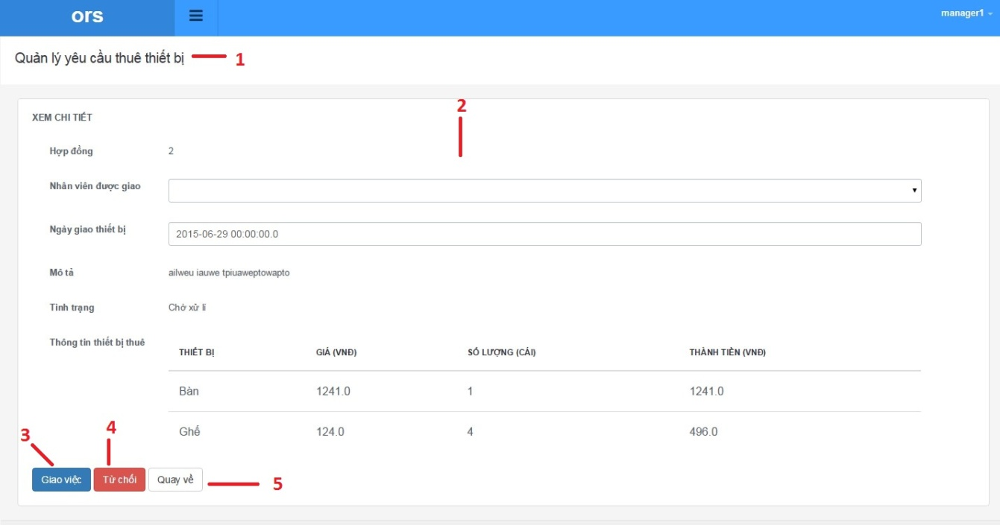 ors
manager1
Quản lý yêu cầu thuê thiết bị 1
2
XEM CHI TIẾT
Hợp đồng 2
Nhân viên được giao
Ngày giao thiết bị 2015-06-29 00:00:00.0
Mô tả ailweu iauwe tpiuaweptowapto
Tình trạng Chờ xử lí
Thông tin thiết bị thuê
THIẾT BỊ GIÁ (VNĐ) SỐ LƯỢNG (CÁI) THÀNH TIỀN (VNĐ)
Bàn 1241.0 1 1241.0
Ghế 124.0 4 496.0
3 4
Giao việc Từ chối Quay về 5